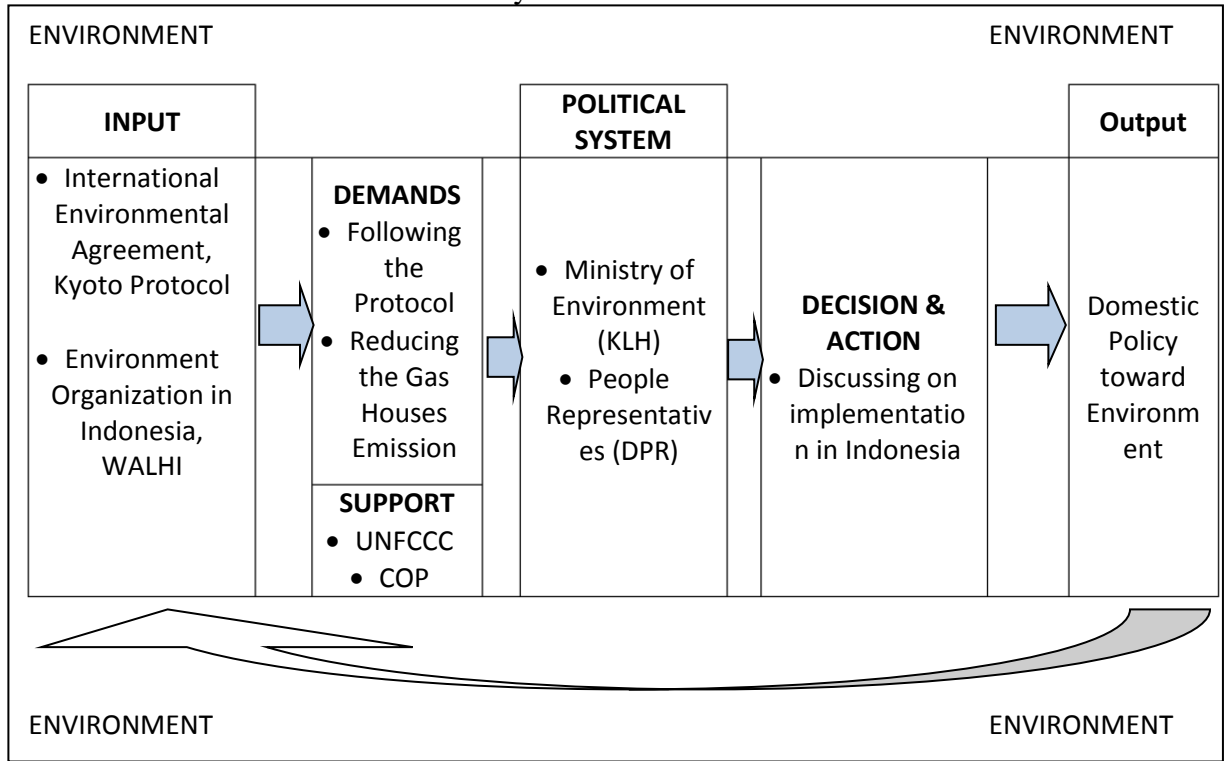 ENVIRONMENT
ENVIRONMENT
INPUT
• International
Environmental
Agreement,
Kyoto Protocol
• Environment
Organization in
Indonesia,
WALHI
DEMANDS
• Following
the
Protocol
• Reducing
the Gas
Houses
Emission
SUPPORT
• UNFCCC
• COP
POLITICAL
SYSTEM
• Ministry of
Environment
(KLH)
• People
Representativ
es (DPR)
DECISION &
ACTION
• Discussing on
implementatio
n in Indonesia
Output
Domestic
Policy
toward
Environm
ent
ENVIRONMENT
ENVIRONMENT